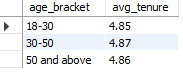 age_bracket avg_tenure
18-30 4.85
30-50 4.87
50 and above 4.86